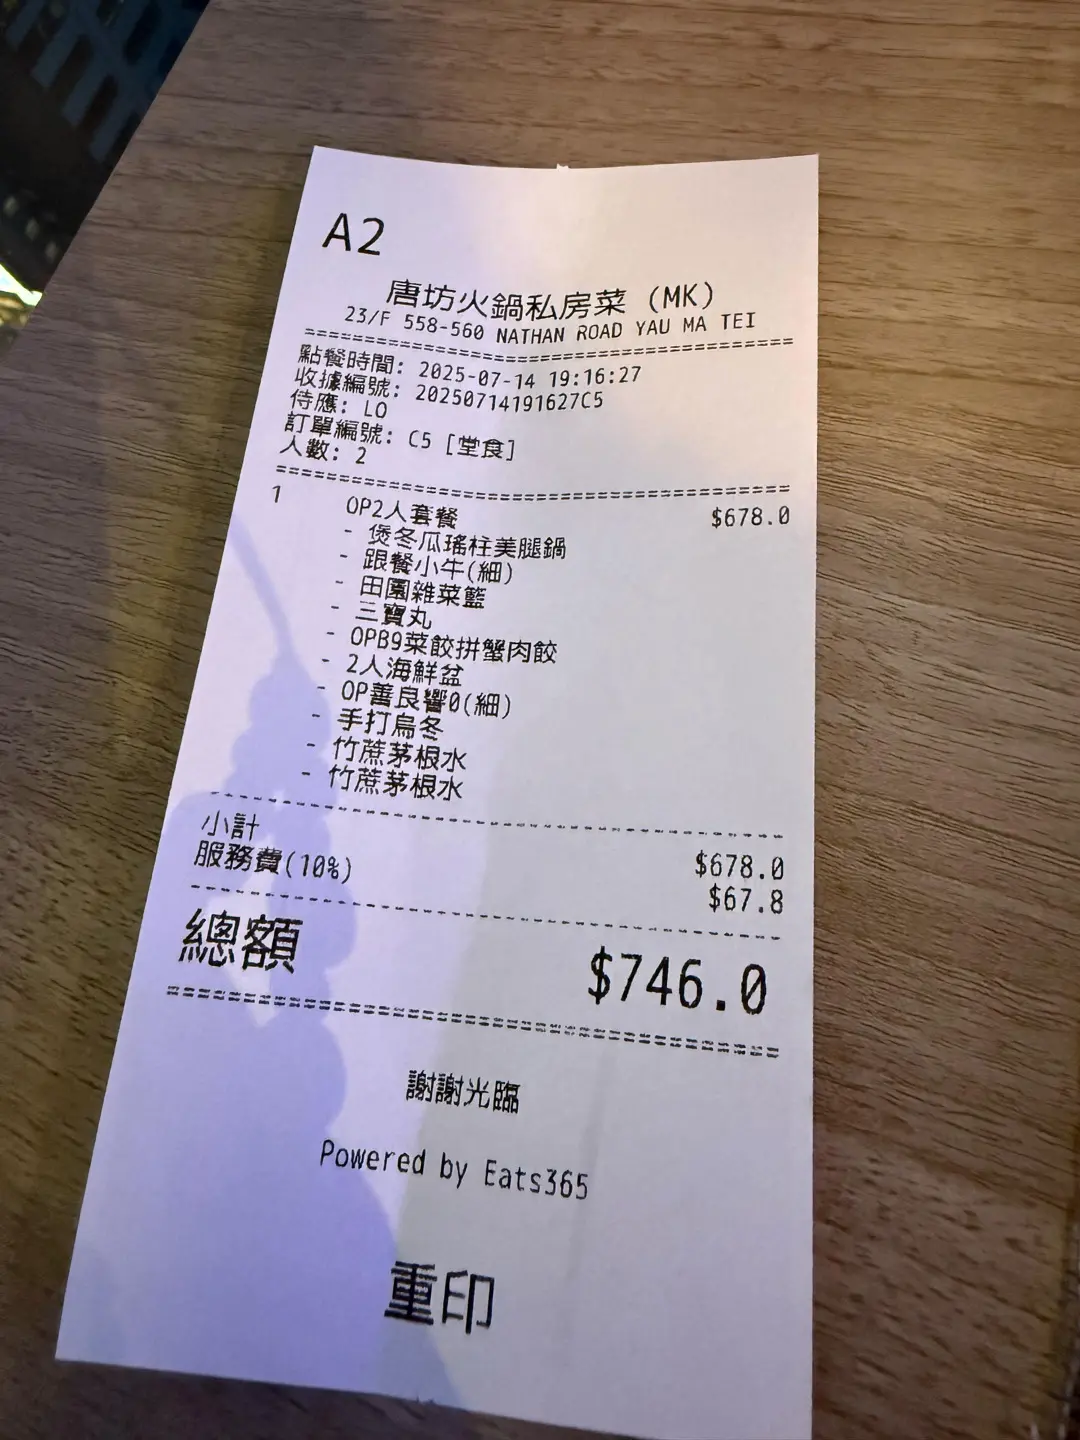 A2
唐坊火鍋私房菜 (MK)
23/F 558-560 NATHAN ROAD YAU MA TEI
點餐時間: 2025-07-14 19:16:27
收據編號: 20250714191627C5
侍應: LO
訂單編號: C5 [堂食]
人數: 2
1 OP2人套餐 $678.0
- 煲冬瓜瑤柱美腿鍋
- 跟餐小牛(細)
- 田園雜菜籃
- 三寶丸
- OPB9菜餃拼蟹肉餃
- 2人海鮮盆
- OP善良響0(細)
- 手打烏冬
- 竹蔗茅根水
- 竹蔗茅根水
小計 $678.0
服務費(10%) $67.8
總額 $746.0
謝謝光臨
Powered by Eats365
重印